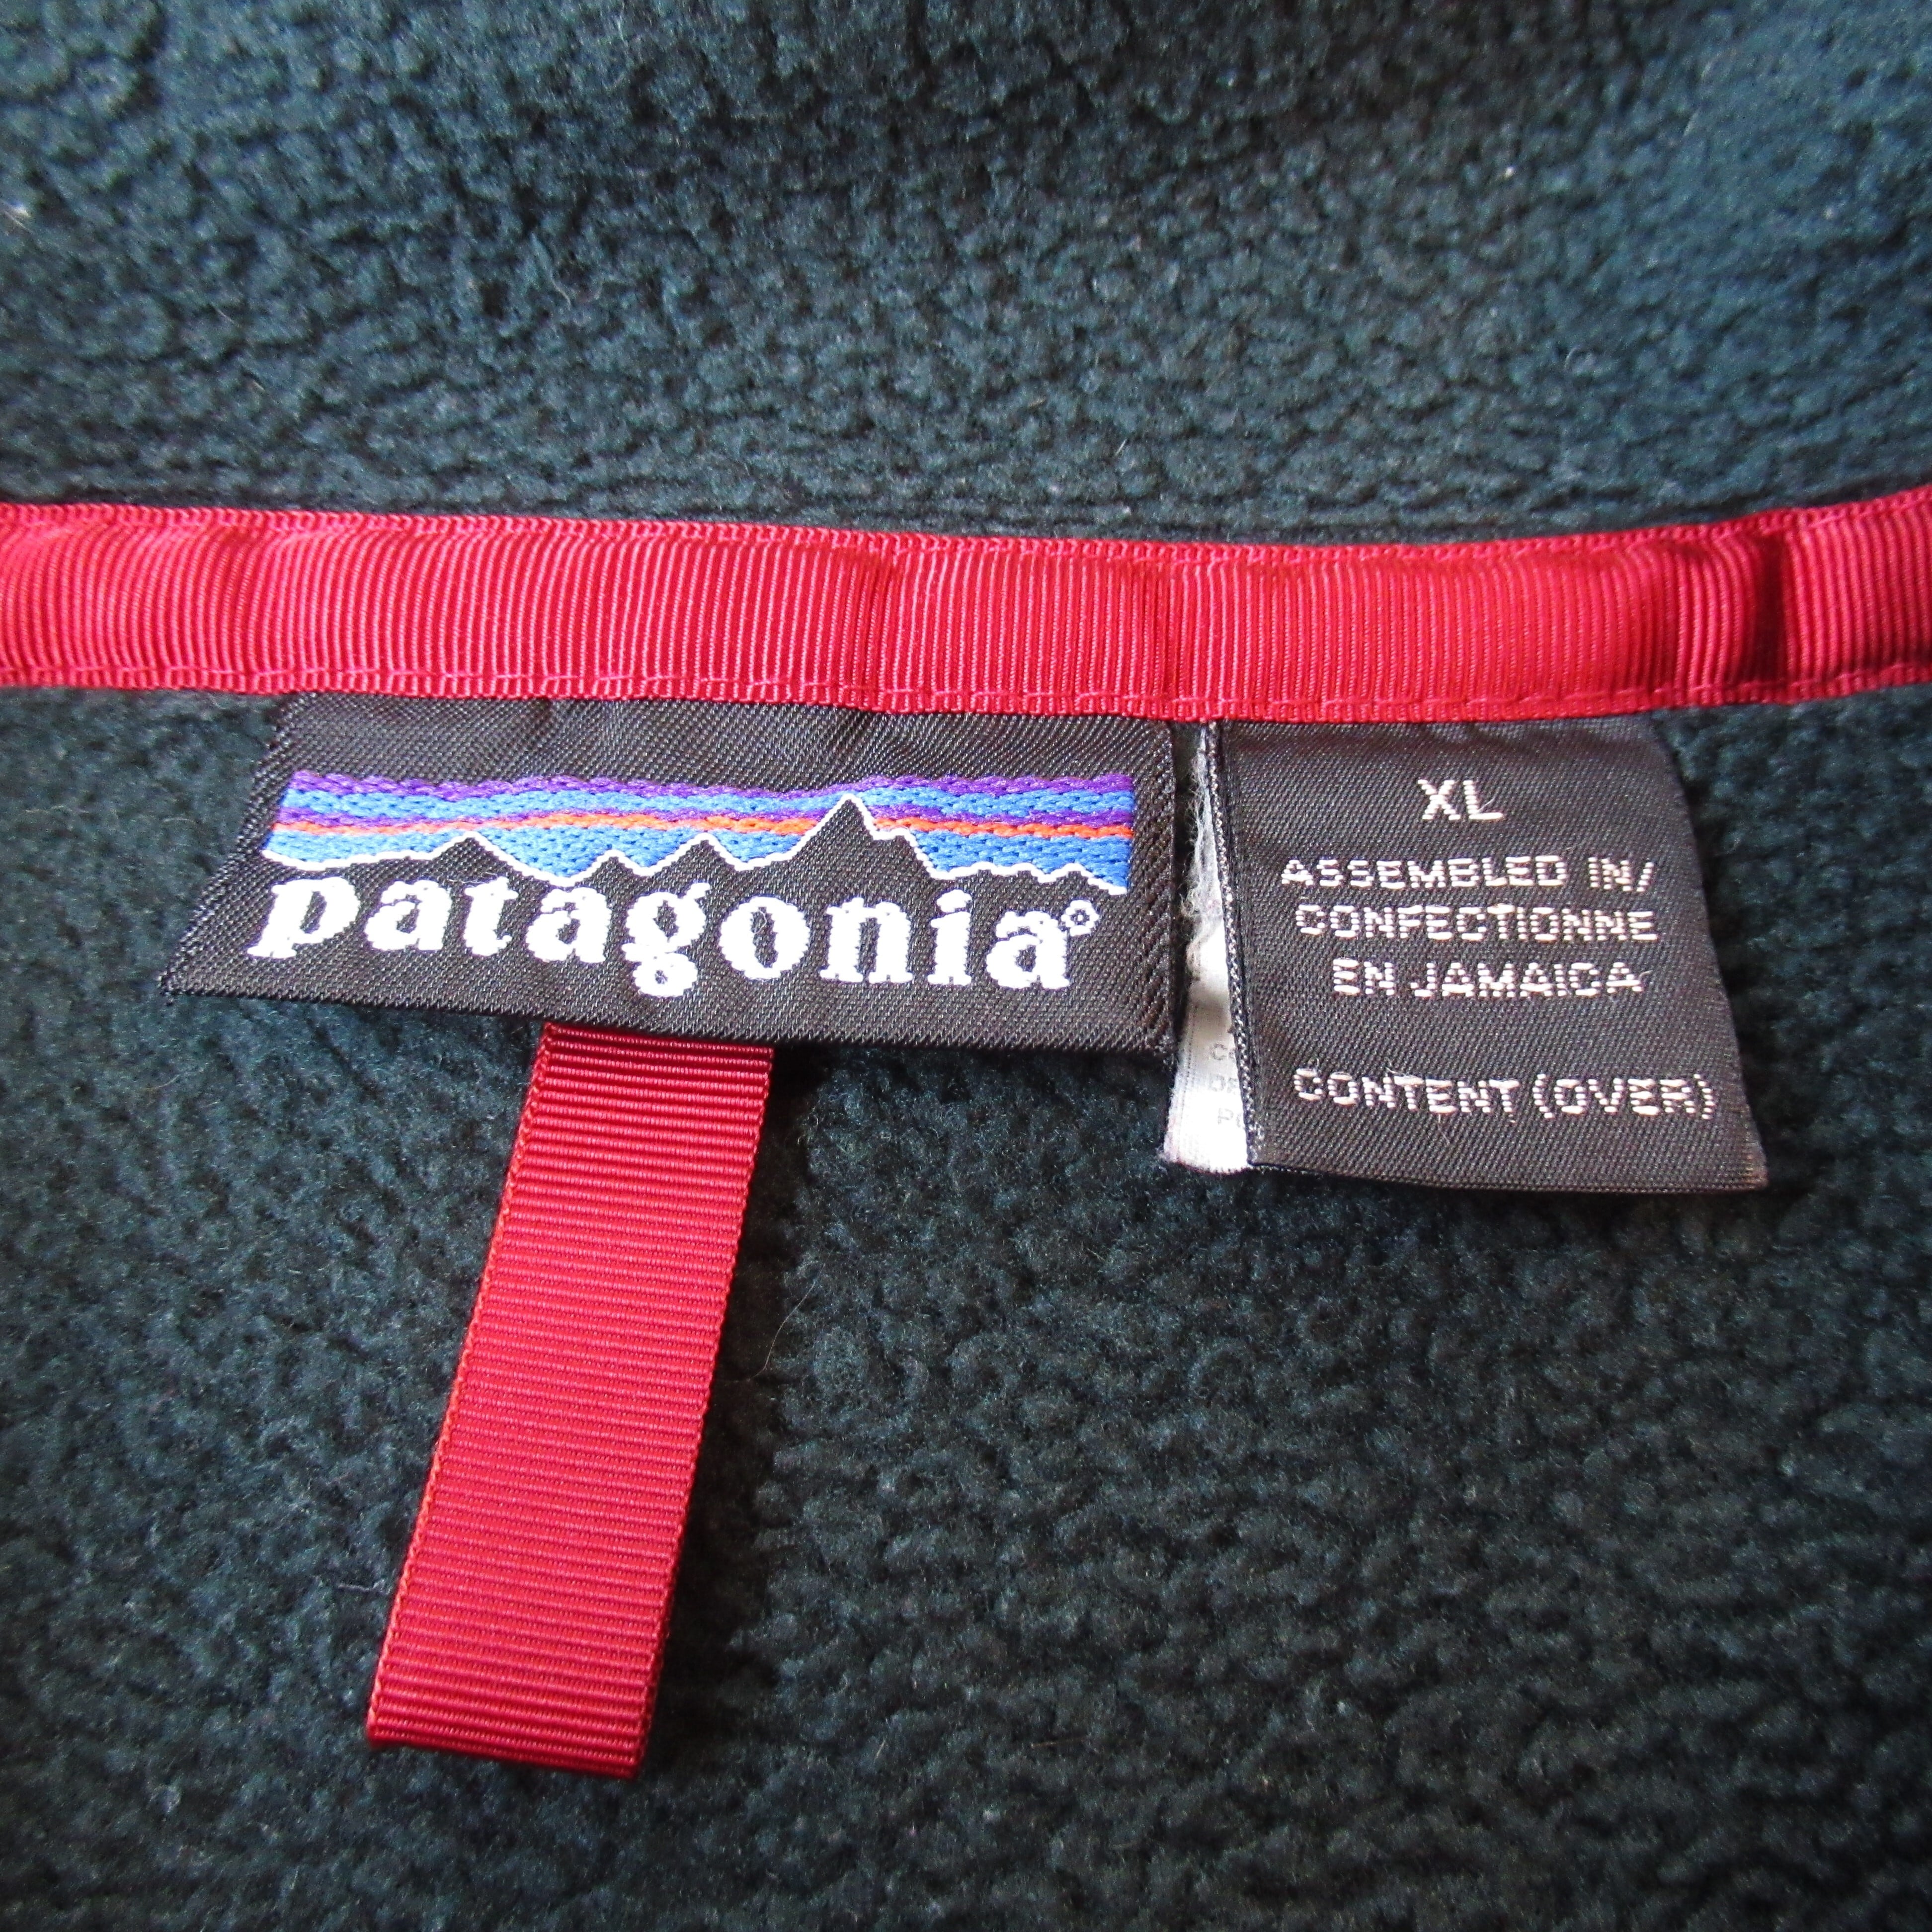 patagonia®
XL
ASSEMBLED IN/
CONFECTIONNE
EN JAMAICA
CONTENT (OVER)